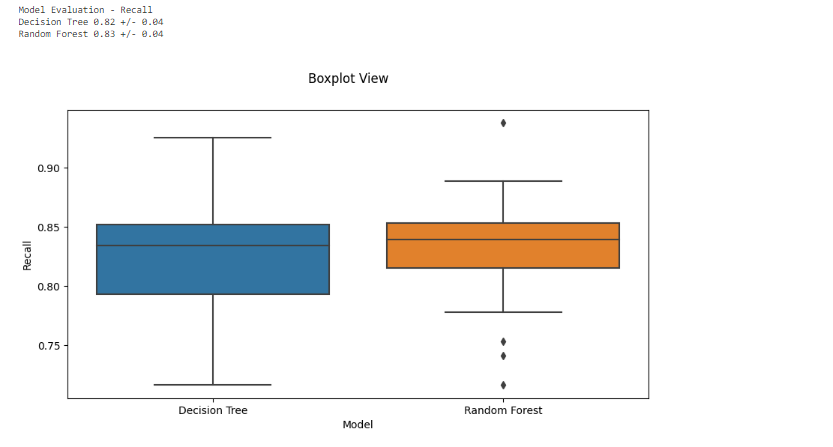 Model Evaluation - Recall
Decision Tree 0.82 +/- 0.04
Random Forest 0.83 +/- 0.04
Boxplot View
0.90
0.85
0.80
0.75
Recall
Decision Tree
Random Forest
Model